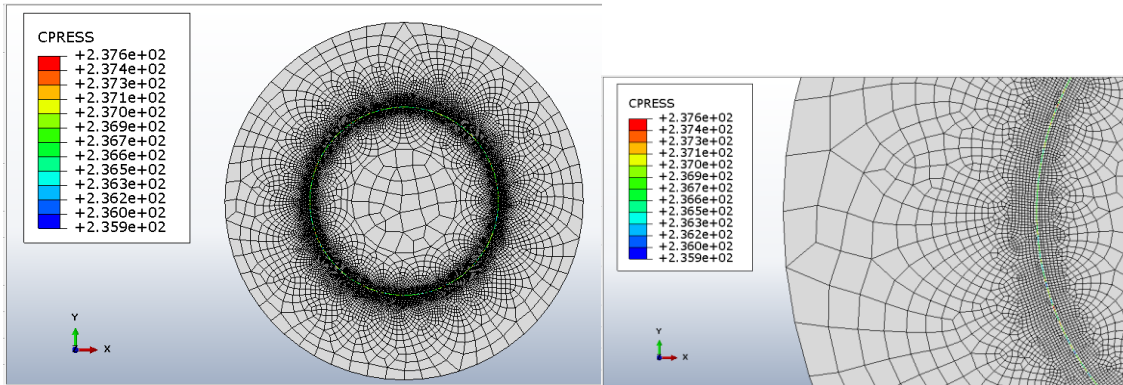 CPRESS
+2.376e+02
+2.374e+02
+2.373e+02
+2.371e+02
+2.370e+02
+2.369e+02
+2.367e+02
+2.366e+02
+2.365e+02
+2.363e+02
+2.362e+02
+2.360e+02
+2.359e+02
Y
Z
X
CPRESS
+2.376e+02
+2.374e+02
+2.373e+02
+2.371e+02
+2.370e+02
+2.369e+02
+2.367e+02
+2.366e+02
+2.365e+02
+2.363e+02
+2.362e+02
+2.360e+02
+2.359e+02
Y
Z
X